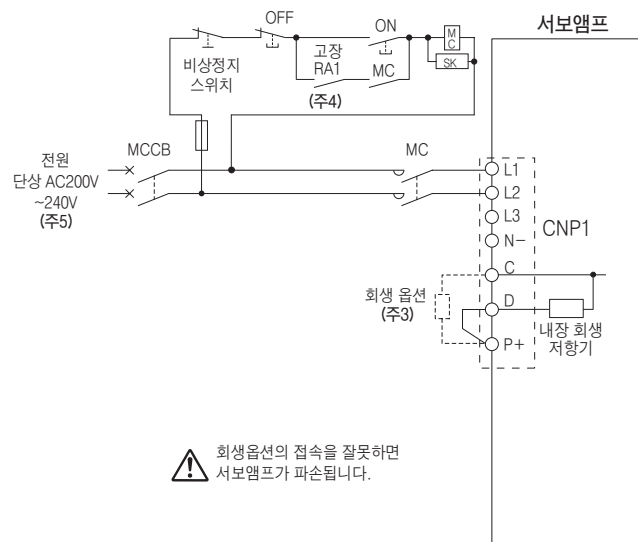 서보앰프
OFF
ON
비상정지
스위치
고장
RA1
(주4)
MC
M
C
SK
MCCB
MC
전원
단상 AC200V
~240V
(주5)
L1
L2
L3
N-
CNP1
C
D
P+
회생 옵션
(주3)
내장 회생
저항기
회생옵션의 접속을 잘못하면
서보앰프가 파손됩니다.